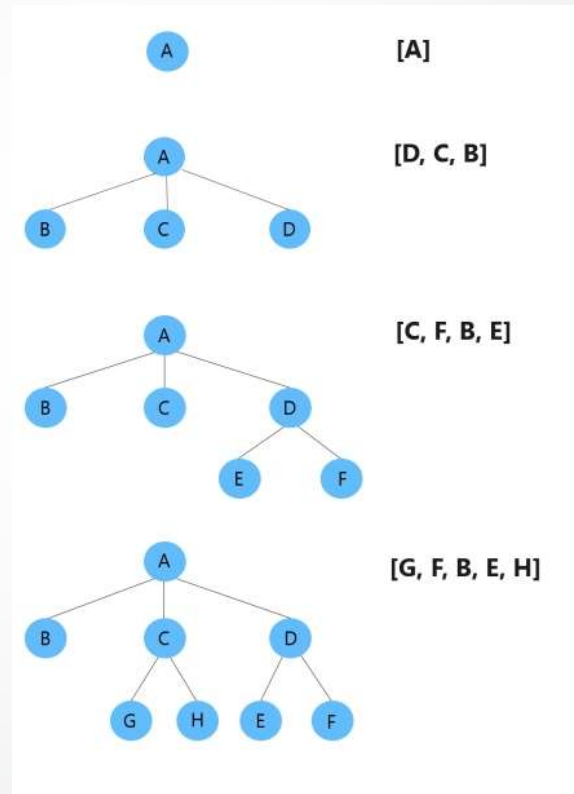 A [A]
A [D, C, B]
B C D
A [C, F, B, E]
B C D
E F
A [G, F, B, E, H]
B C D
G H E F